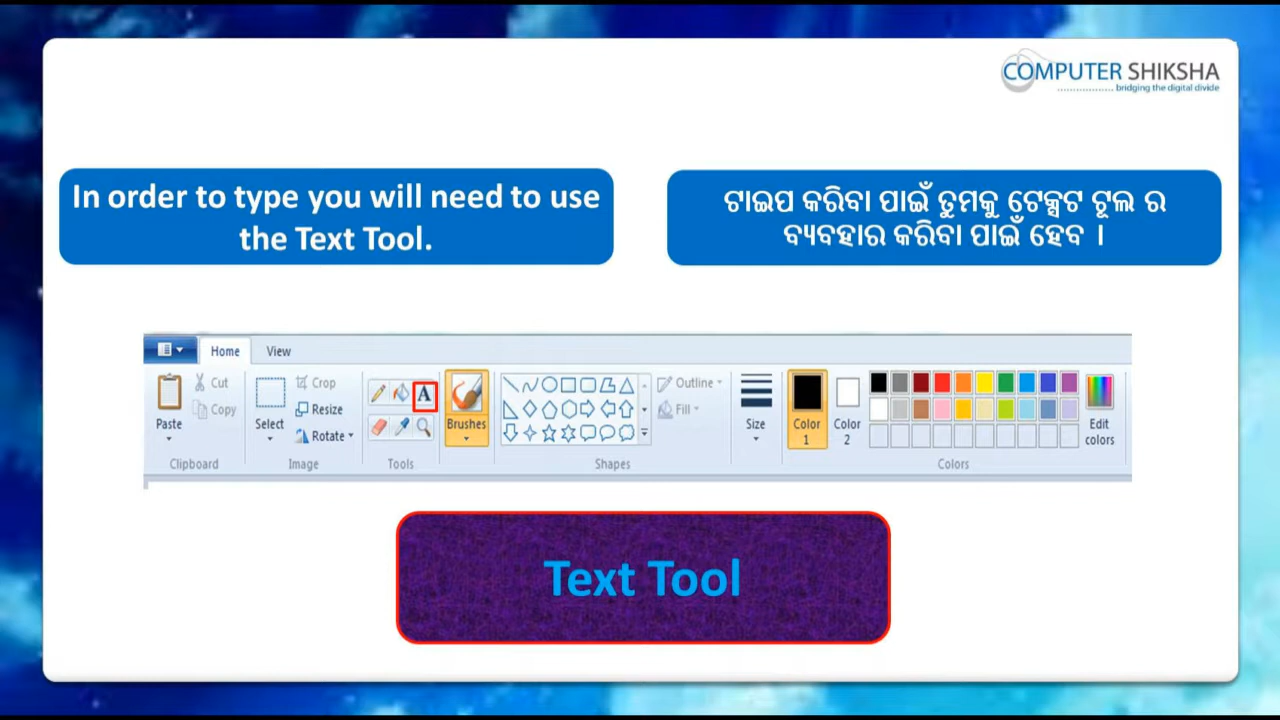 COMPUTER SHIKSHA
bridging the digital divide
In order to type you will need to use
the Text Tool.
ଟାଇପ କରିବା ପାଇଁ ତୁମକୁ ଟେକ୍ସଟ ଟୂଲ ର
ବ୍ୟବହାର କରିବା ପାଇଁ ହେବ ।
Home View
Cut
Copy
Paste
Clipboard
Crop
Resize
Rotate
Select
Image
A
Tools
Brushes
Outline
Fill
Shapes
Size
Color
1
Color
2
Edit
colors
Colors
Text Tool